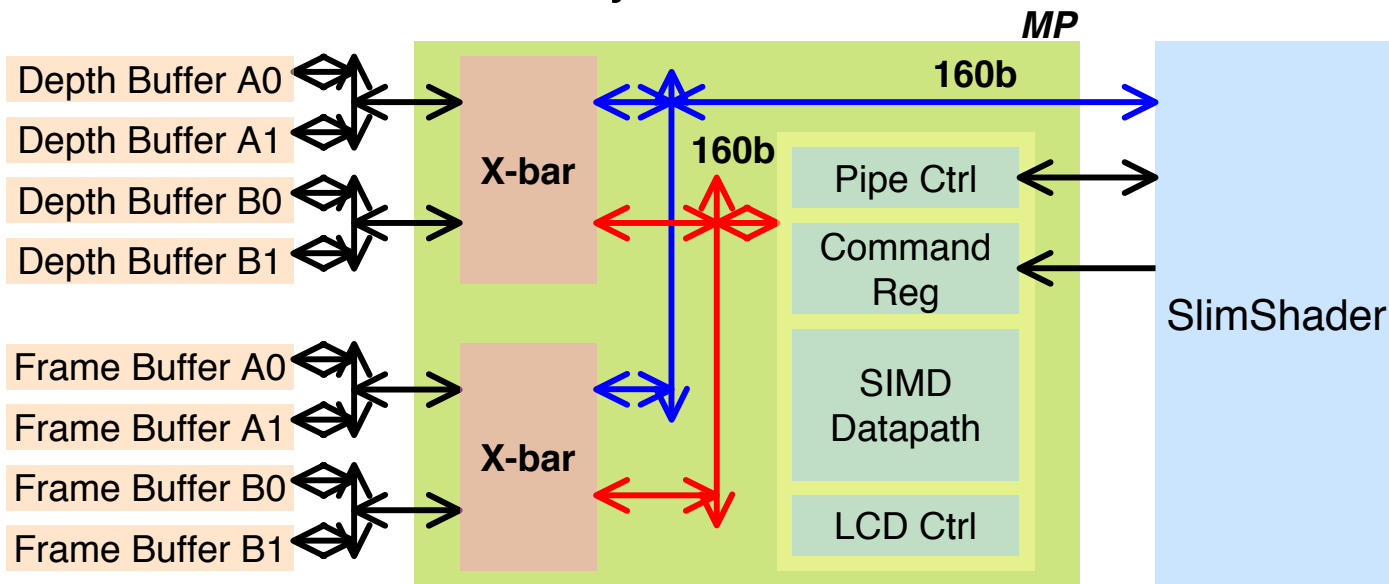 MP
Depth Buffer A0
Depth Buffer A1
Depth Buffer B0
Depth Buffer B1
Frame Buffer A0
Frame Buffer A1
Frame Buffer B0
Frame Buffer B1
X-bar
X-bar
160b
160b
Pipe Ctrl
Command
Reg
SIMD
Datapath
LCD Ctrl
SlimShader